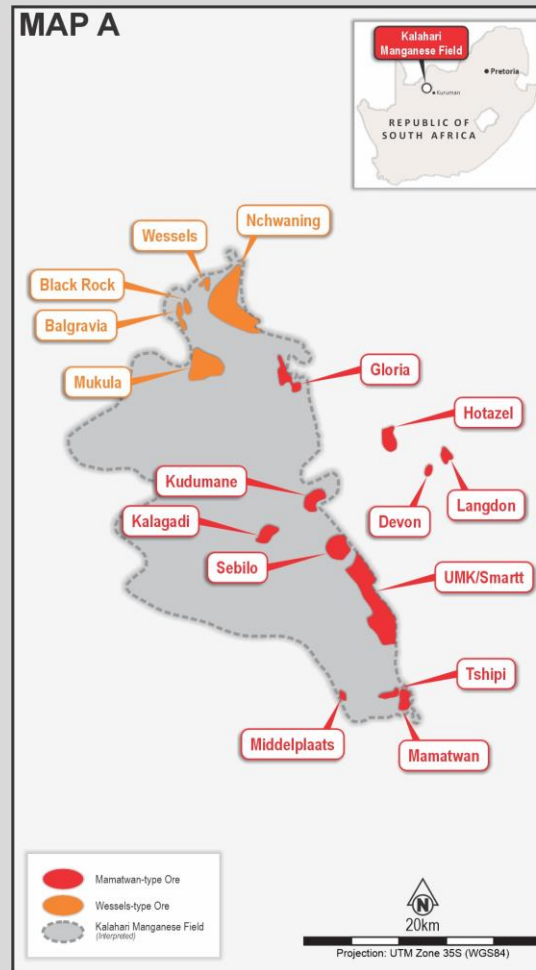 MAP A
Kalahari
Manganese Field
Pretoria
Kuruman
REPUBLIC OF
SOUTH AFRICA
Nchwaning
Wessels
Black Rock
Balgravia
Mukula
Gloria
Hotazel
Kudumane
Langdon
Devon
Kalagadi
Sebilo
UMK/Smartt
Tshipi
Middelplaats
Mamatwan
Mamatwan-type Ore
Wessels-type Ore
Kalahari Manganese Field
(Interpreted)
N
20km
Projection: UTM Zone 35S (WGS84)